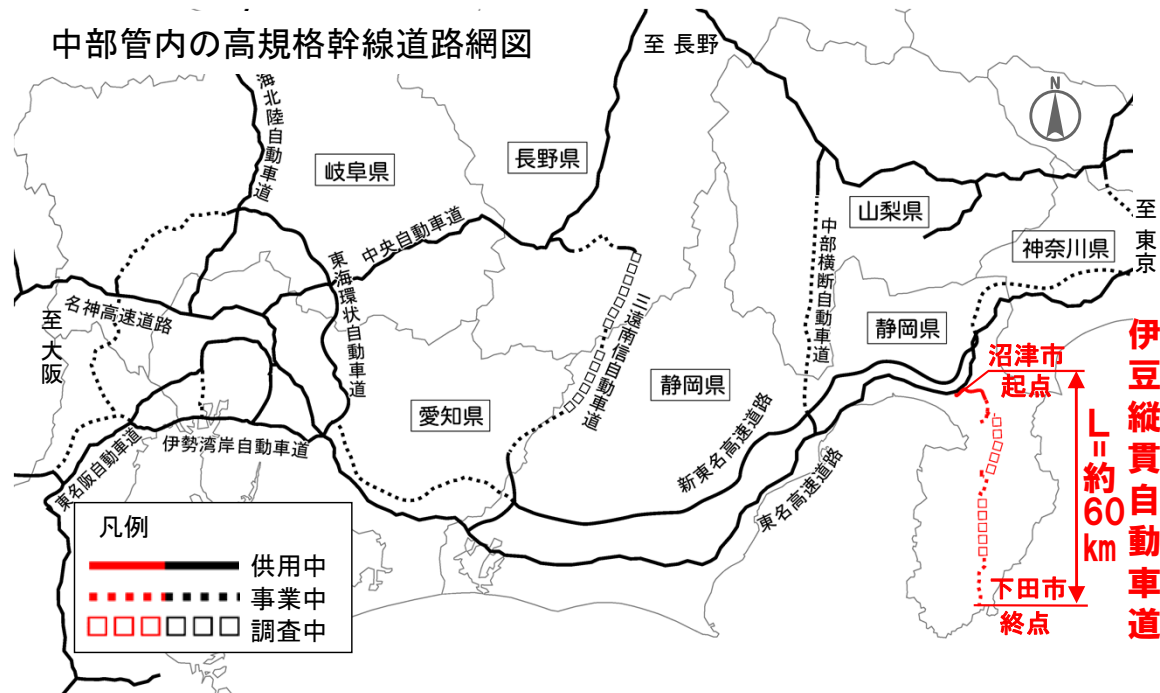 中部管内の高規格幹線道路網図
至 長野
N
海北陸自動車道
岐阜県
長野県
山梨県
至 東京
神奈川県
中央自動車道
東海環状自動車道
中部横断自動車道
三遠南信自動車道
名神高速道路
至 大阪
静岡県
静岡県
愛知県
沼津市
起点
伊豆縦貫自動車道
L=約60km
新東名高速道路
東名高速道路
伊勢湾岸自動車道
東名阪自動車道
下田市
終点
凡例
供用中
事業中
調査中